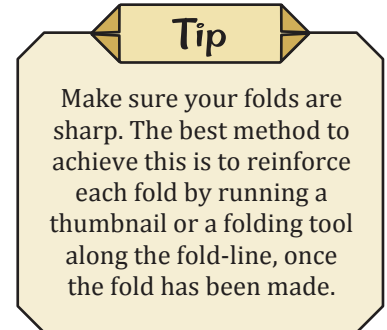 Tip
Make sure your folds are
sharp. The best method to
achieve this is to reinforce
each fold by running a
thumbnail or a folding tool
along the fold-line, once
the fold has been made.